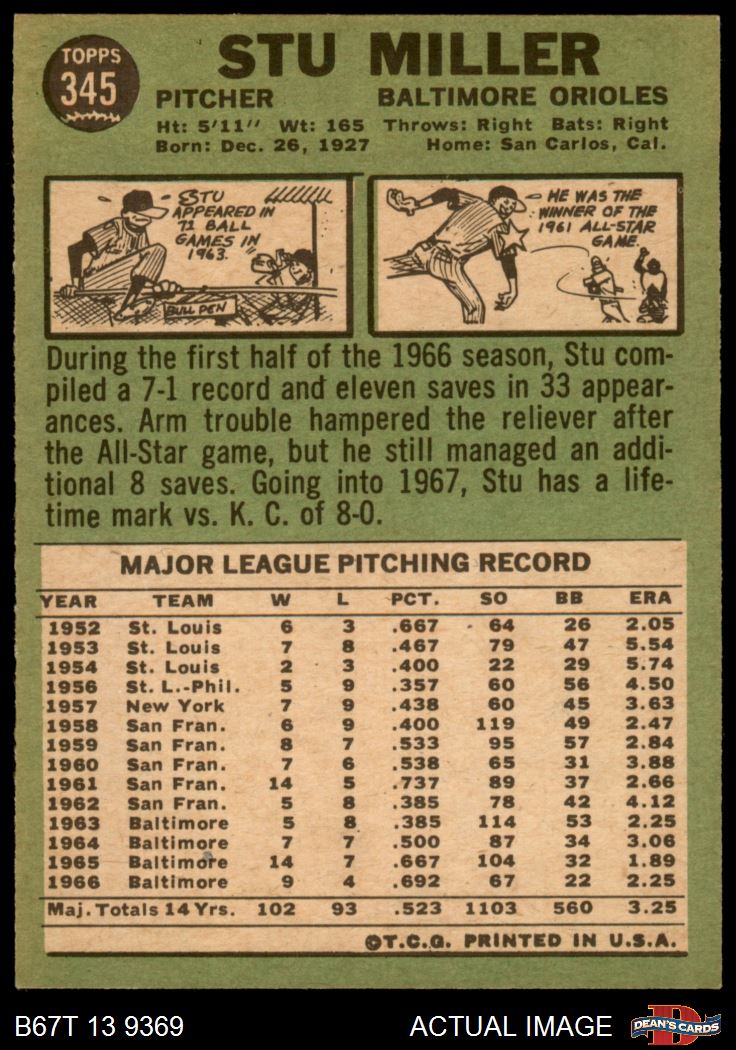 TOPPS
345
STU MILLER
PITCHER BALTIMORE ORIOLES
Ht: 5'11" Wt: 165 Throws: Right Bats: Right
Born: Dec. 26, 1927 Home: San Carlos, Cal.
STU
APPEARED IN
71 BALL
GAMES IN
1963.
BULL PEN
HE WAS THE
WINNER OF THE
1961 ALL-STAR
GAME.
During the first half of the 1966 season, Stu com-
piled a 7-1 record and eleven saves in 33 appear-
ances. Arm trouble hampered the reliever after
the All-Star game, but he still managed an addi-
tional 8 saves. Going into 1967, Stu has a life-
time mark vs. K. C. of 8-0.
MAJOR LEAGUE PITCHING RECORD
YEAR TEAM W L PCT. SO BB ERA
1952 St. Louis 6 3 .667 64 26 2.05
1953 St. Louis 7 8 .467 79 47 5.54
1954 St. Louis 2 3 .400 22 29 5.74
1956 St. L.-Phil. 5 9 .357 60 56 4.50
1957 New York 7 9 .438 60 45 3.63
1958 San Fran. 6 9 .400 119 49 2.47
1959 San Fran. 8 7 .533 95 57 2.84
1960 San Fran. 7 6 .538 65 31 3.88
1961 San Fran. 14 5 .737 89 37 2.66
1962 San Fran. 5 8 .385 78 42 4.12
1963 Baltimore 5 8 .385 114 53 2.25
1964 Baltimore 7 7 .500 87 34 3.06
1965 Baltimore 14 7 .667 104 32 1.89
1966 Baltimore 9 4 .692 67 22 2.25
Maj. Totals 14 Yrs. 102 93 .523 1103 560 3.25
©T.C.G. PRINTED IN U.S.A.
B67T 13 9369 ACTUAL IMAGE
D
DEAN'S CARDS